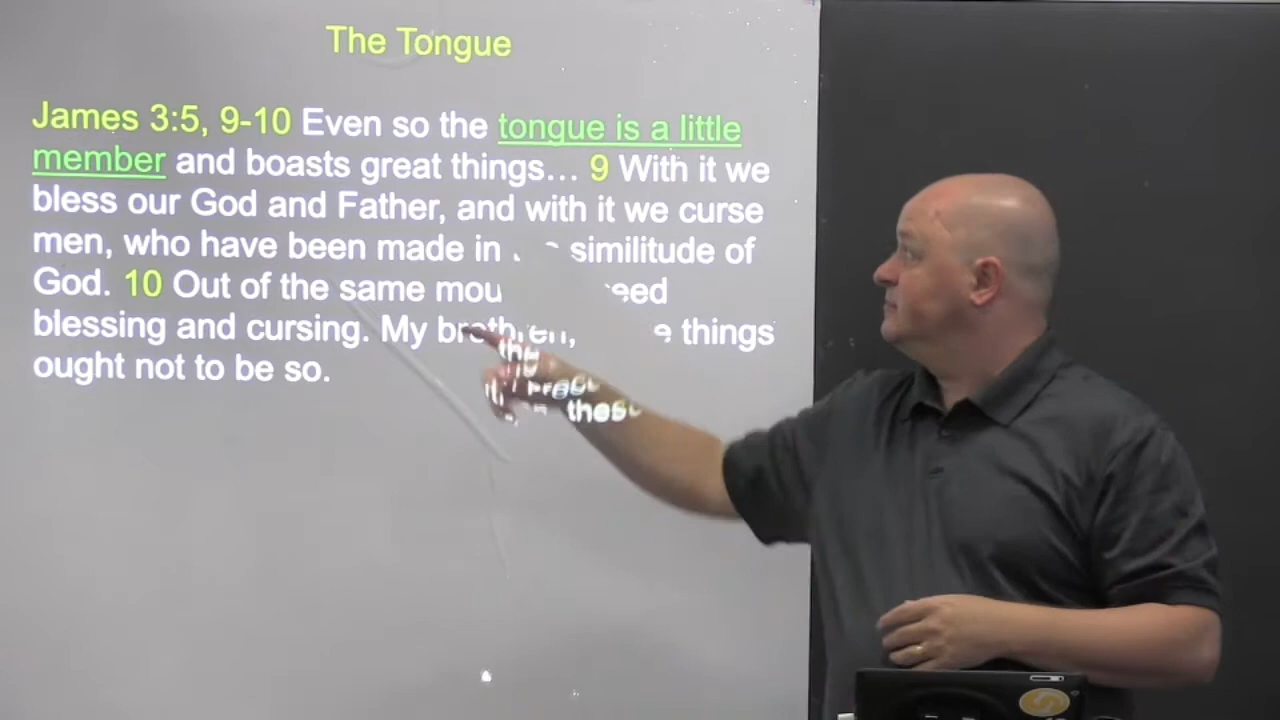 The Tongue
James 3:5, 9-10 Even so the tongue is a little
member and boasts great things... 9 With it we
bless our God and Father, and with it we curse
men, who have been made in similitude of
God. 10 Out of the same
blessing and cursing. My brethren, things
ought not to be so.